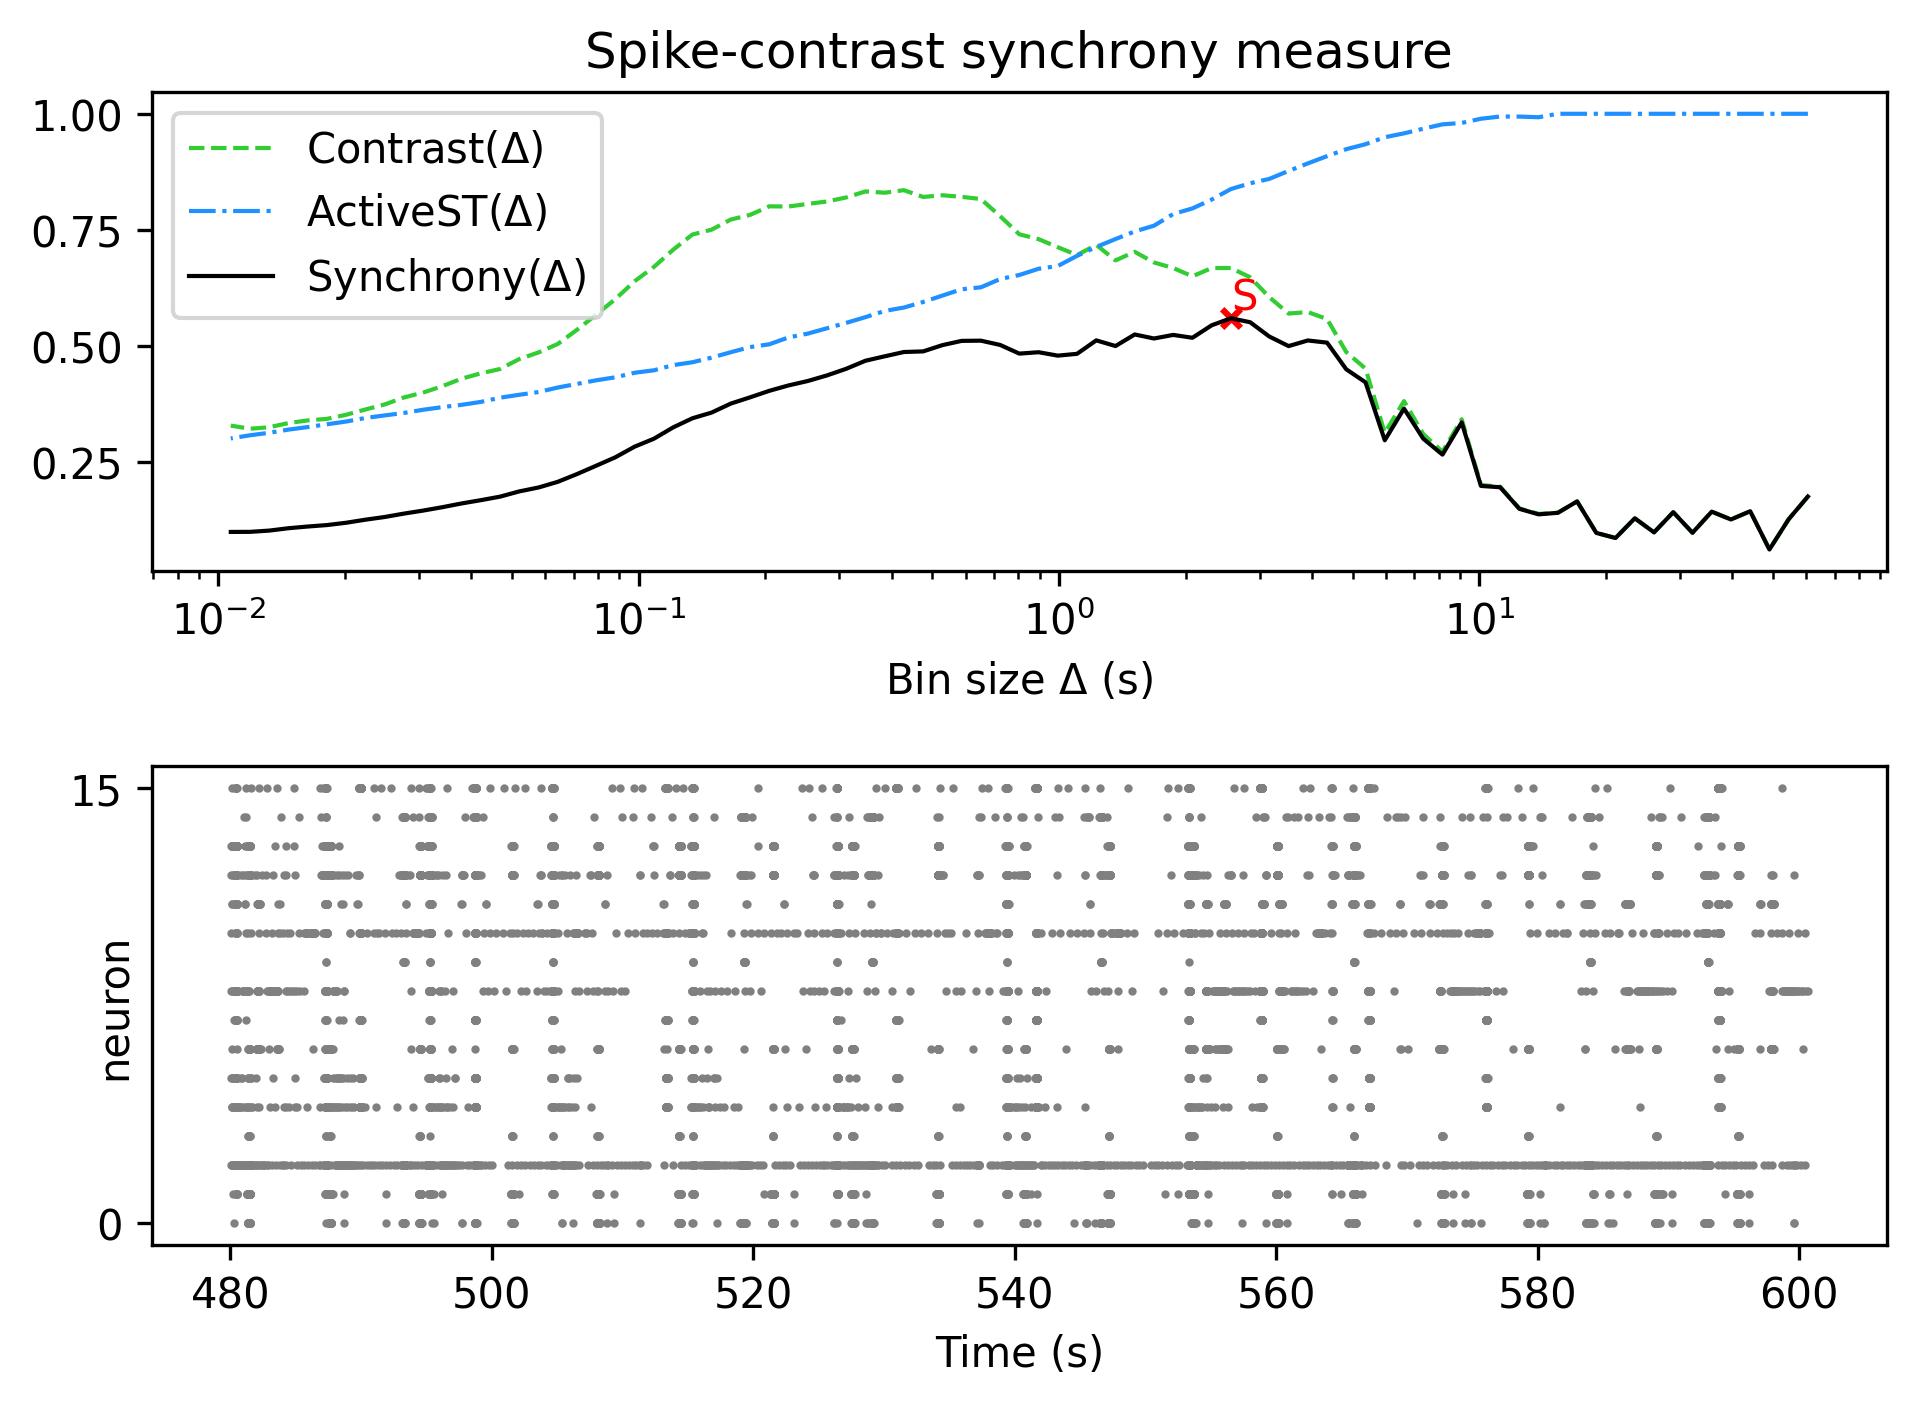 Spike-contrast synchrony measure
1.00
0.75
0.50
0.25
Contrast(Δ)
ActiveST(Δ)
Synchrony(Δ)
S
10⁻² 10⁻¹ 10⁰ 10¹
Bin size Δ (s)
15
0
neuron
480 500 520 540 560 580 600
Time (s)